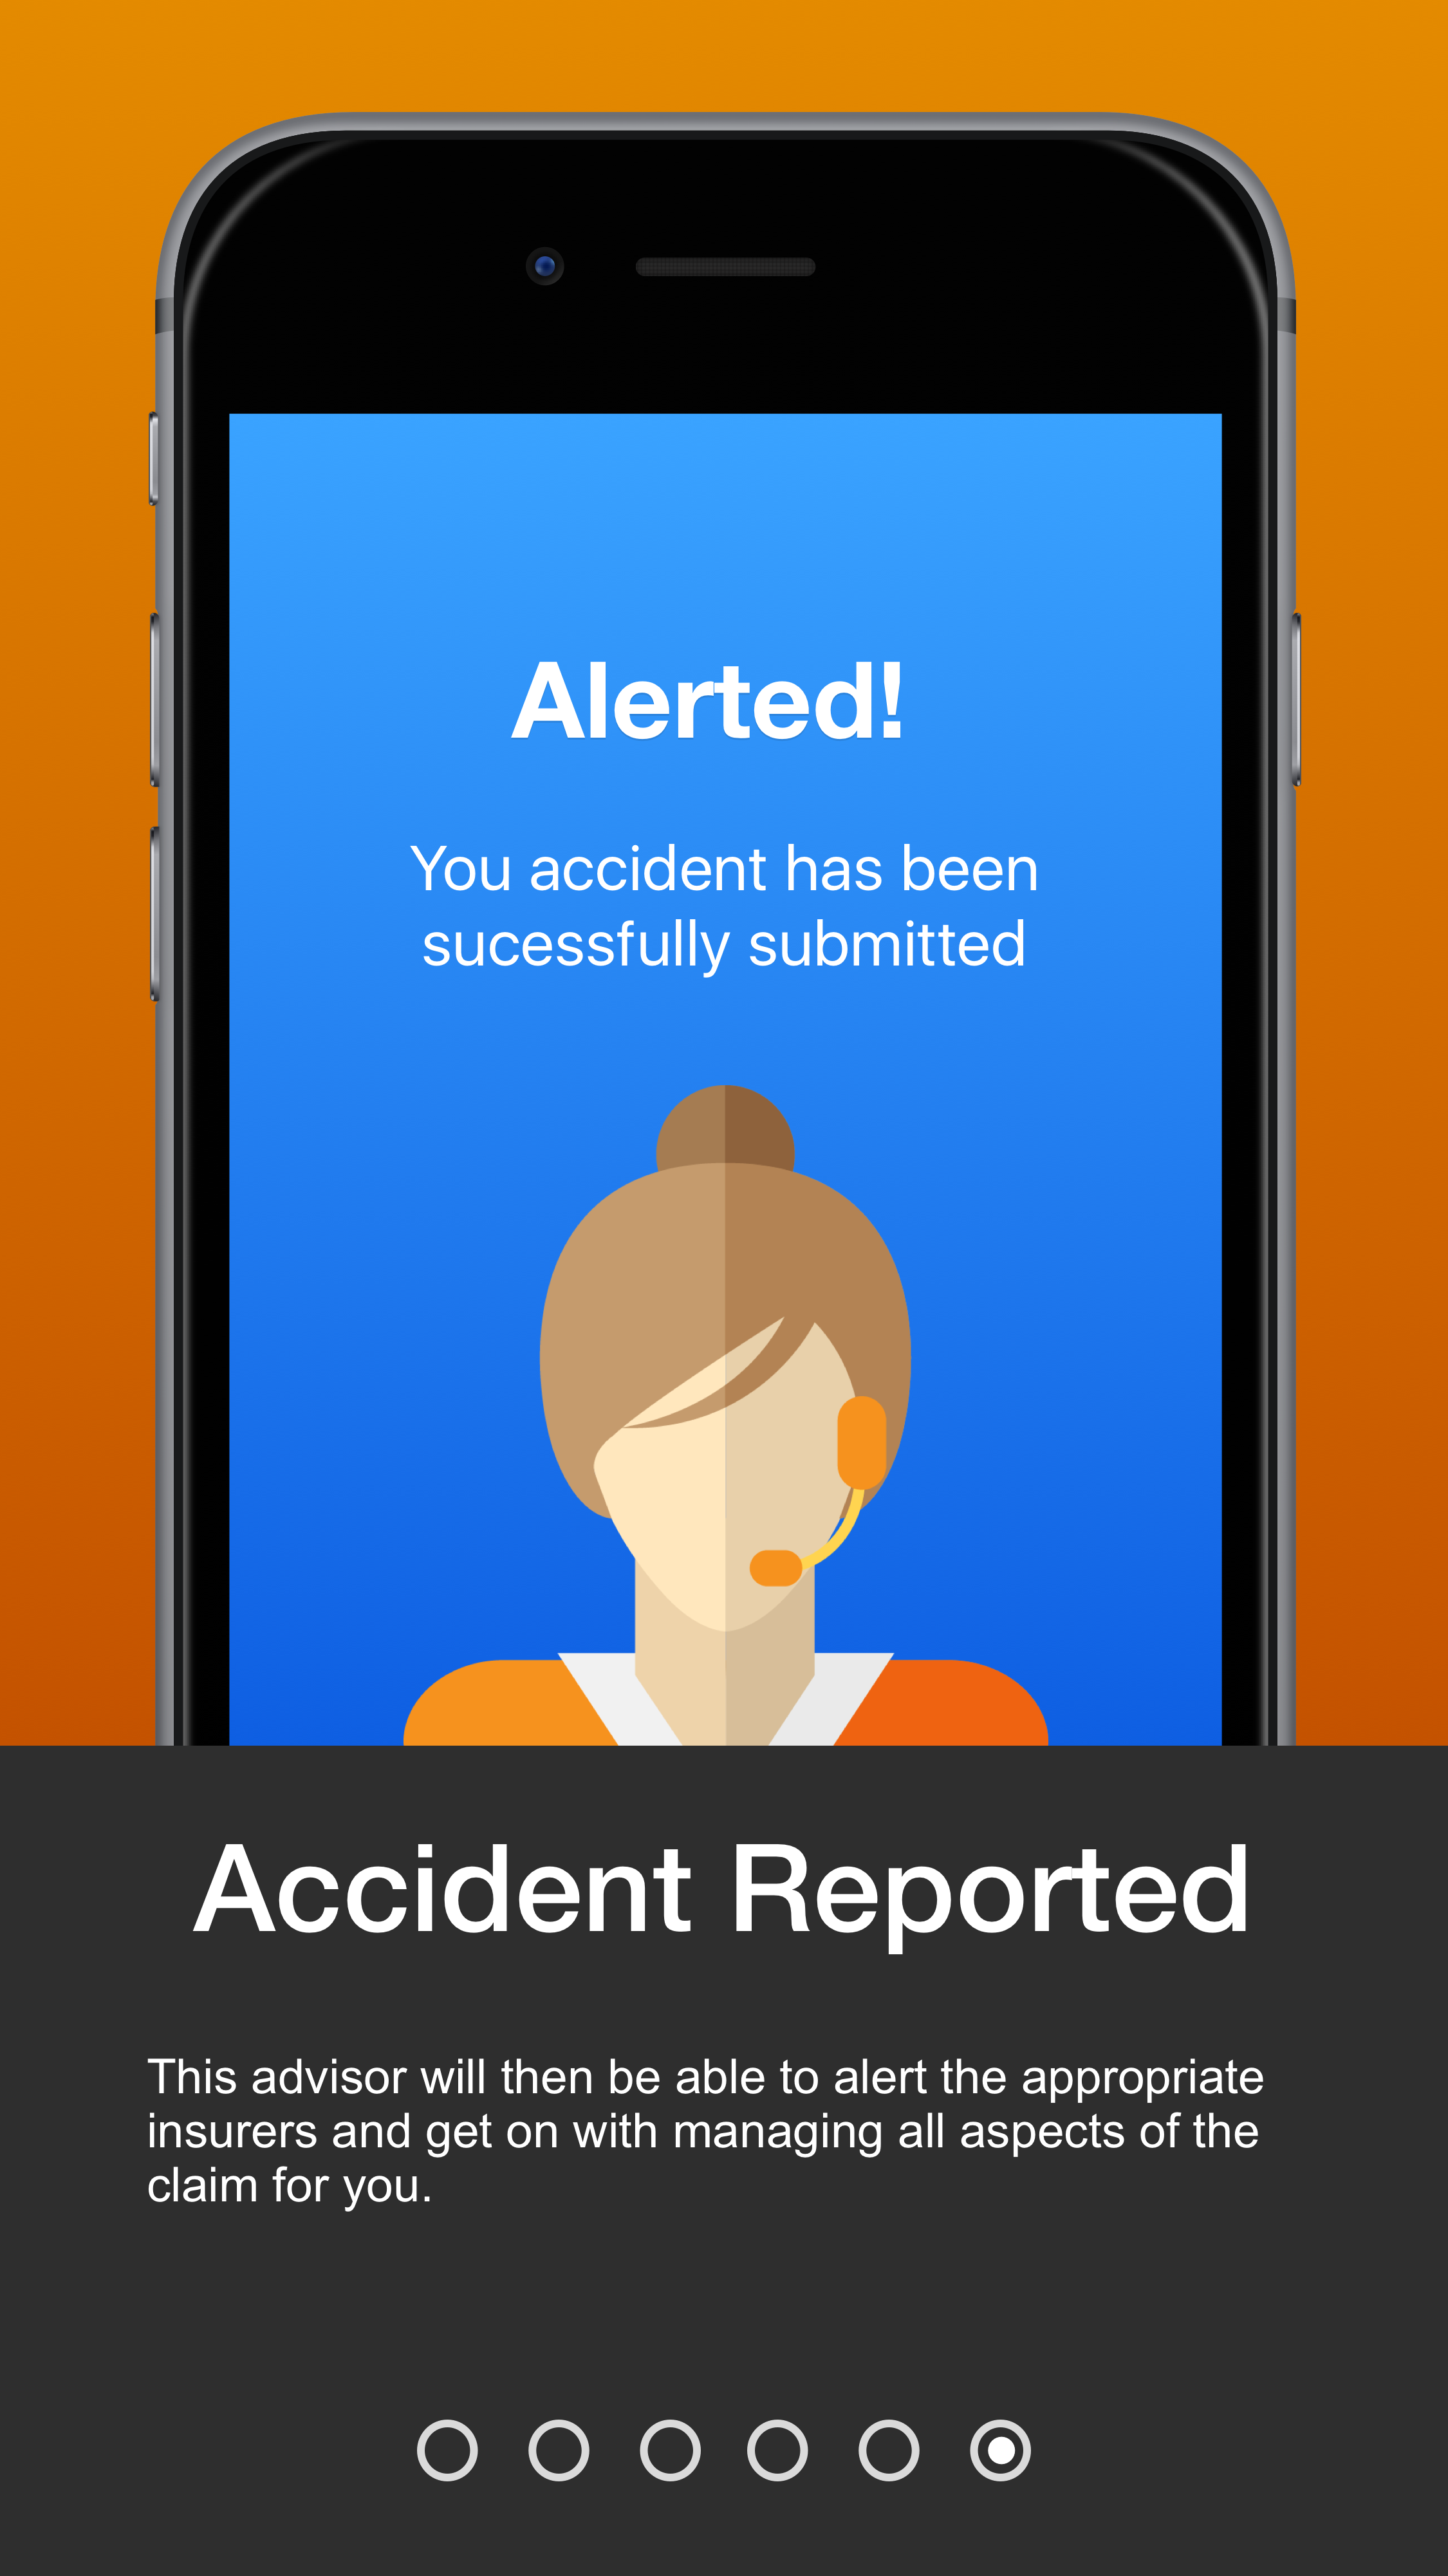 Alerted!
You accident has been
sucessfully submitted
Accident Reported
This advisor will then be able to alert the appropriate
insurers and get on with managing all aspects of the
claim for you.